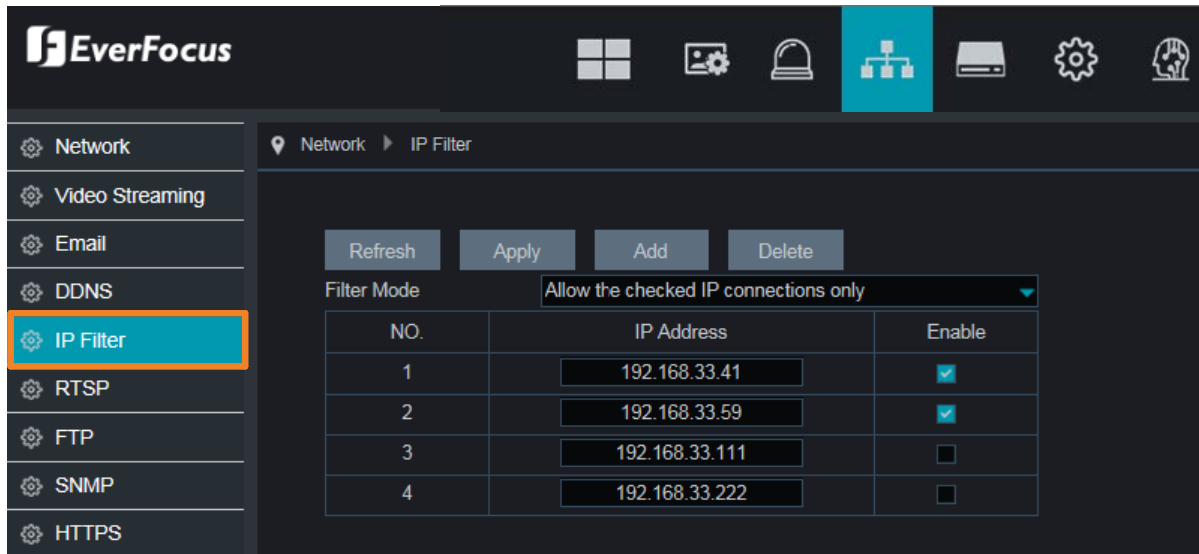 EverFocus
Network
Video Streaming
Email
DDNS
IP Filter
RTSP
FTP
SNMP
HTTPS
Network IP Filter
Refresh Apply Add Delete
Filter Mode Allow the checked IP connections only
NO. IP Address Enable
1 192.168.33.41
2 192.168.33.59
3 192.168.33.111
4 192.168.33.222